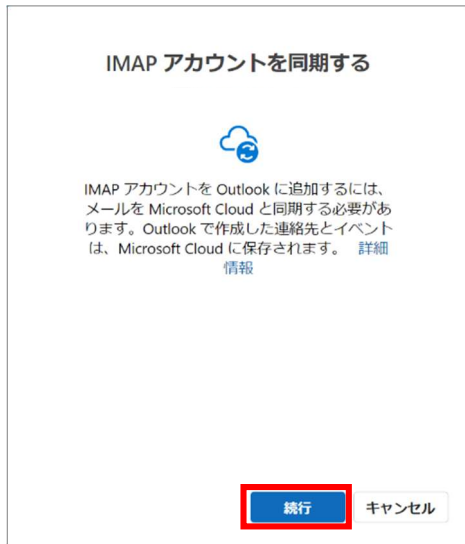 IMAP アカウントを同期する
IMAP アカウントを Outlook に追加するには、
メールを Microsoft Cloud と同期する必要があ
ります。Outlook で作成した連絡先とイベント
は、Microsoft Cloud に保存されます。 詳細
情報
続行 キャンセル